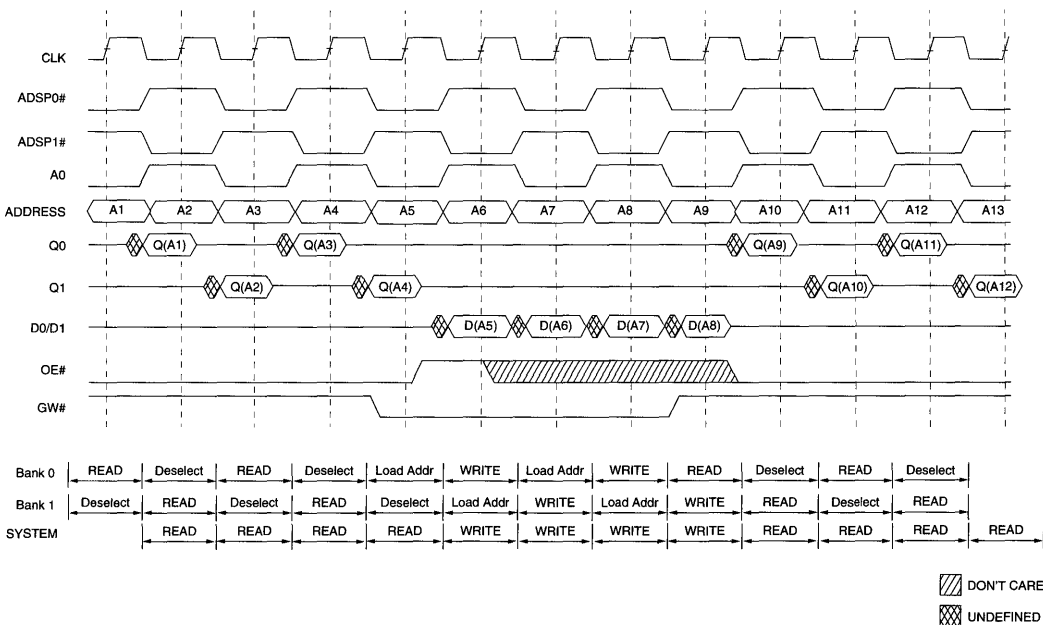 CLK
ADSP0#
ADSP1#
A0
ADDRESS A1 A2 A3 A4 A5 A6 A7 A8 A9 A10 A11 A12 A13
Q0 Q(A1) Q(A3) Q(A9) Q(A11)
Q1 Q(A2) Q(A4) Q(A10) Q(A12)
D0/D1 D(A5) D(A6) D(A7) D(A8)
OE#
GW#
Bank 0 READ Deselect READ Deselect Load Addr WRITE Load Addr WRITE READ Deselect READ Deselect
Bank 1 Deselect READ Deselect READ Deselect Load Addr WRITE Load Addr WRITE READ Deselect READ
SYSTEM READ READ READ READ WRITE WRITE WRITE WRITE READ READ READ READ
DON'T CARE
UNDEFINED